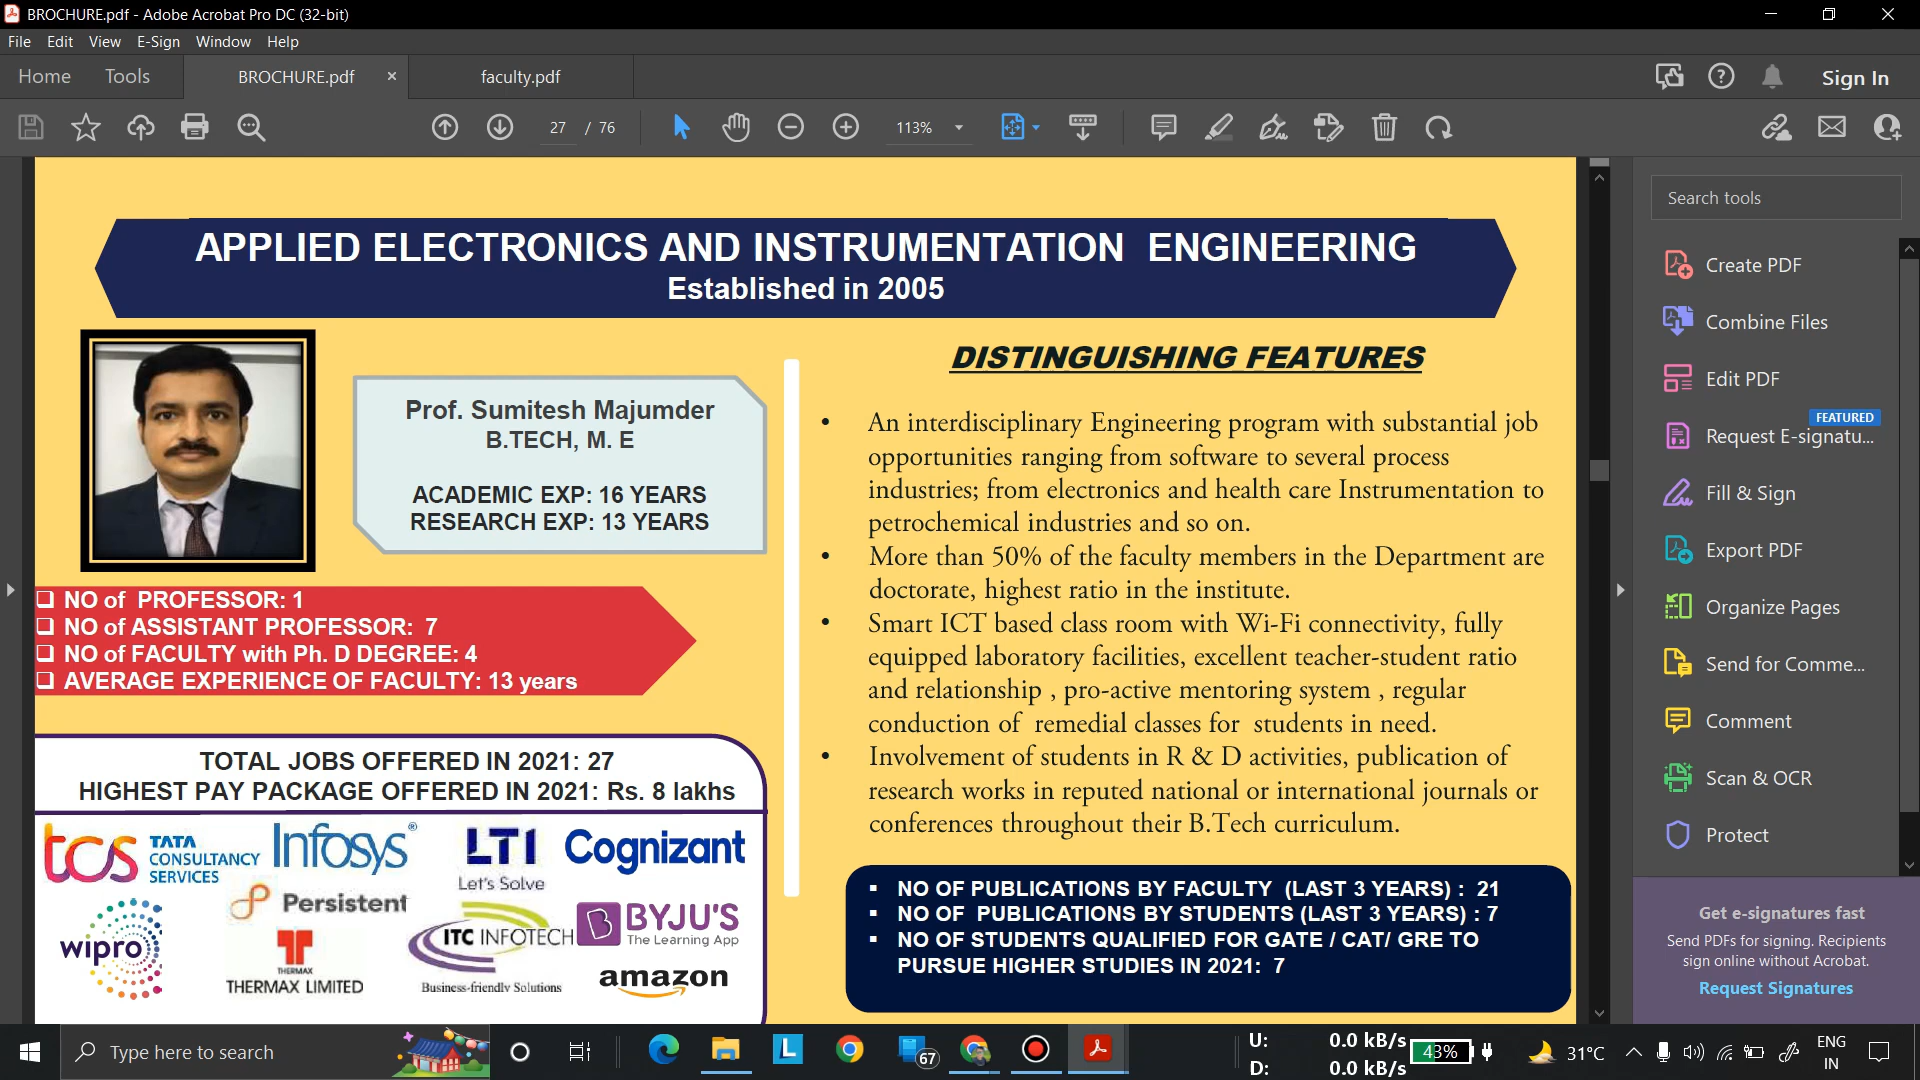 BROCHURE.pdf - Adobe Acrobat Pro DC (32-bit)
File Edit View E-Sign Window Help
Home Tools BROCHURE.pdf × faculty.pdf Sign In
27 / 76 113%
APPLIED ELECTRONICS AND INSTRUMENTATION ENGINEERING
Established in 2005
Prof. Sumitesh Majumder
B.TECH, M. E
ACADEMIC EXP: 16 YEARS
RESEARCH EXP: 13 YEARS
❑ NO of PROFESSOR: 1
❑ NO of ASSISTANT PROFESSOR: 7
❑ NO of FACULTY with Ph. D DEGREE: 4
❑ AVERAGE EXPERIENCE OF FACULTY: 13 years
TOTAL JOBS OFFERED IN 2021: 27
HIGHEST PAY PACKAGE OFFERED IN 2021: Rs. 8 lakhs
tcs TATA
CONSULTANCY
SERVICES
Infosys®
LTI
Let's Solve
Cognizant
Persistent
wipro
THERMAX
THERMAX LIMITED
ITC INFOTECH
Business-friendly Solutions
B BYJU'S
The Learning App
amazon
DISTINGUISHING FEATURES
• An interdisciplinary Engineering program with substantial job
opportunities ranging from software to several process
industries; from electronics and health care Instrumentation to
petrochemical industries and so on.
• More than 50% of the faculty members in the Department are
doctorate, highest ratio in the institute.
• Smart ICT based class room with Wi-Fi connectivity, fully
equipped laboratory facilities, excellent teacher-student ratio
and relationship , pro-active mentoring system , regular
conduction of remedial classes for students in need.
• Involvement of students in R & D activities, publication of
research works in reputed national or international journals or
conferences throughout their B.Tech curriculum.
▪ NO OF PUBLICATIONS BY FACULTY (LAST 3 YEARS) : 21
▪ NO OF PUBLICATIONS BY STUDENTS (LAST 3 YEARS) : 7
▪ NO OF STUDENTS QUALIFIED FOR GATE / CAT/ GRE TO
PURSUE HIGHER STUDIES IN 2021: 7
Search tools
Create PDF
Combine Files
Edit PDF
FEATURED
Request E-signatu...
Fill & Sign
Export PDF
Organize Pages
Send for Comme...
Comment
Scan & OCR
Protect
Get e-signatures fast
Send PDFs for signing. Recipients
sign online without Acrobat.
Request Signatures
Type here to search
L
67
U: 0.0 kB/s
D: 0.0 kB/s
43%
31°C
ENG
IN